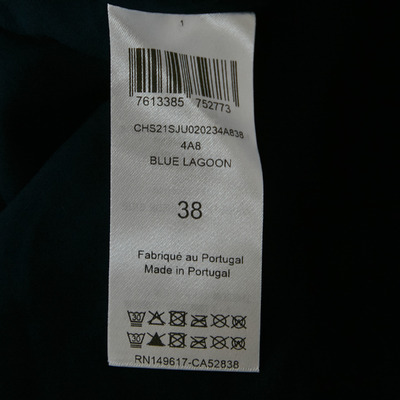 1
7613385 752773
CHS21SJU020234A838
4A8
BLUE LAGOON
38
Fabriqué au Portugal
Made in Portugal
RN149617-CA52838